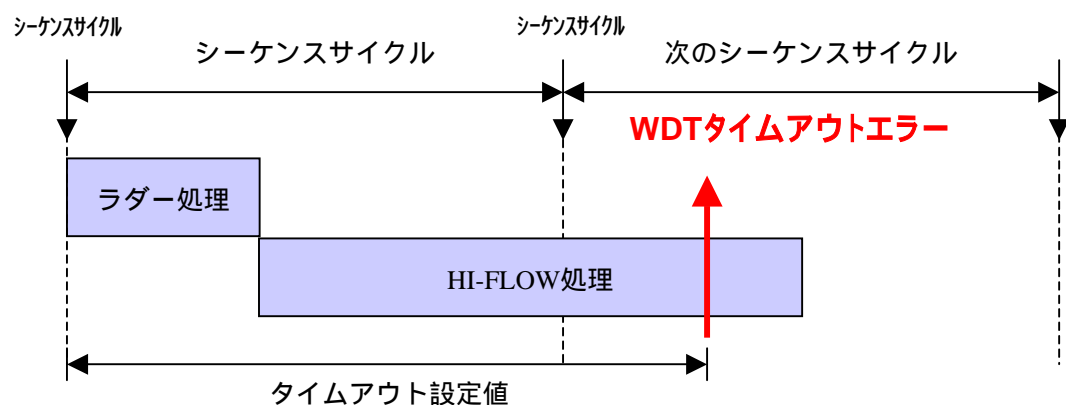 シーケンスサイクル
シーケンスサイクル
シーケンスサイクル
次のシーケンスサイクル
WDTタイムアウトエラー
ラダー処理
HI-FLOW処理
タイムアウト設定値